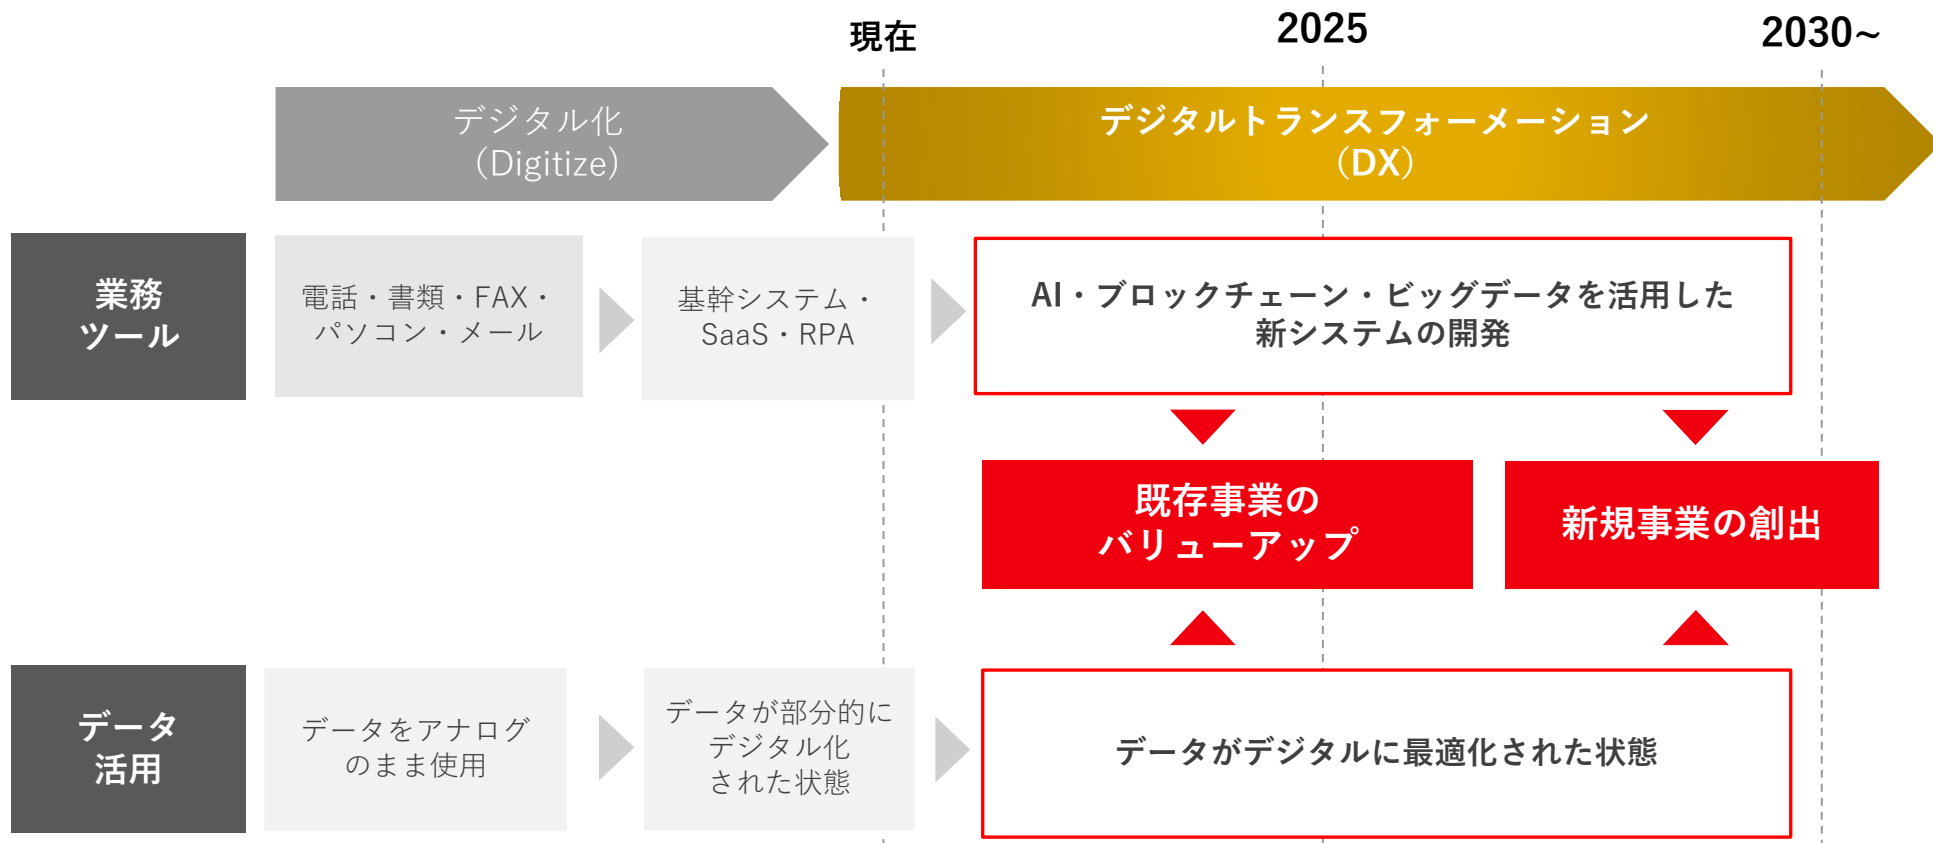 現在
2025
2030~
デジタル化
（Digitize）
デジタルトランスフォーメーション
（DX）
業務
ツール
電話・書類・FAX・
パソコン・メール
基幹システム・
SaaS・RPA
AI・ブロックチェーン・ビッグデータを活用した
新システムの開発
既存事業の
バリューアップ
新規事業の創出
データ
活用
データをアナログ
のまま使用
データが部分的に
デジタル化
された状態
データがデジタルに最適化された状態